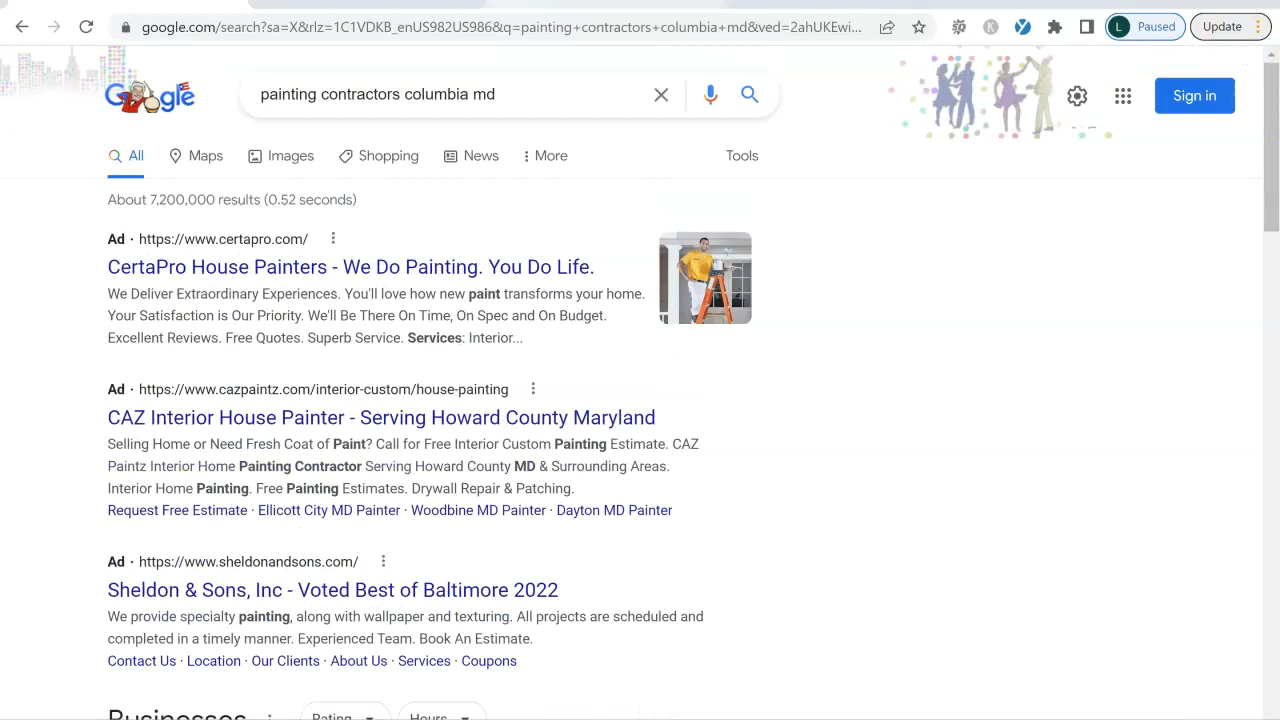 google.com/search?sa=X&rlz=1C1VDKB_enUS982US986&q=painting+contractors+columbia+md&ved=2ahUKEwi...
K
L Paused
Update
Google
painting contractors columbia md
Sign in
All
Maps
Images
Shopping
News
More
Tools
About 7,200,000 results (0.52 seconds)
Ad · https://www.certapro.com/
CertaPro House Painters - We Do Painting. You Do Life.
We Deliver Extraordinary Experiences. You'll love how new paint transforms your home.
Your Satisfaction is Our Priority. We'll Be There On Time, On Spec and On Budget.
Excellent Reviews. Free Quotes. Superb Service. Services: Interior...
Ad · https://www.cazpaintz.com/interior-custom/house-painting
CAZ Interior House Painter - Serving Howard County Maryland
Selling Home or Need Fresh Coat of Paint? Call for Free Interior Custom Painting Estimate. CAZ
Paintz Interior Home Painting Contractor Serving Howard County MD & Surrounding Areas.
Interior Home Painting. Free Painting Estimates. Drywall Repair & Patching.
Request Free Estimate · Ellicott City MD Painter · Woodbine MD Painter · Dayton MD Painter
Ad · https://www.sheldonandsons.com/
Sheldon & Sons, Inc - Voted Best of Baltimore 2022
We provide specialty painting, along with wallpaper and texturing. All projects are scheduled and
completed in a timely manner. Experienced Team. Book An Estimate.
Contact Us · Location · Our Clients · About Us · Services · Coupons
Businesses
Rating
Hours